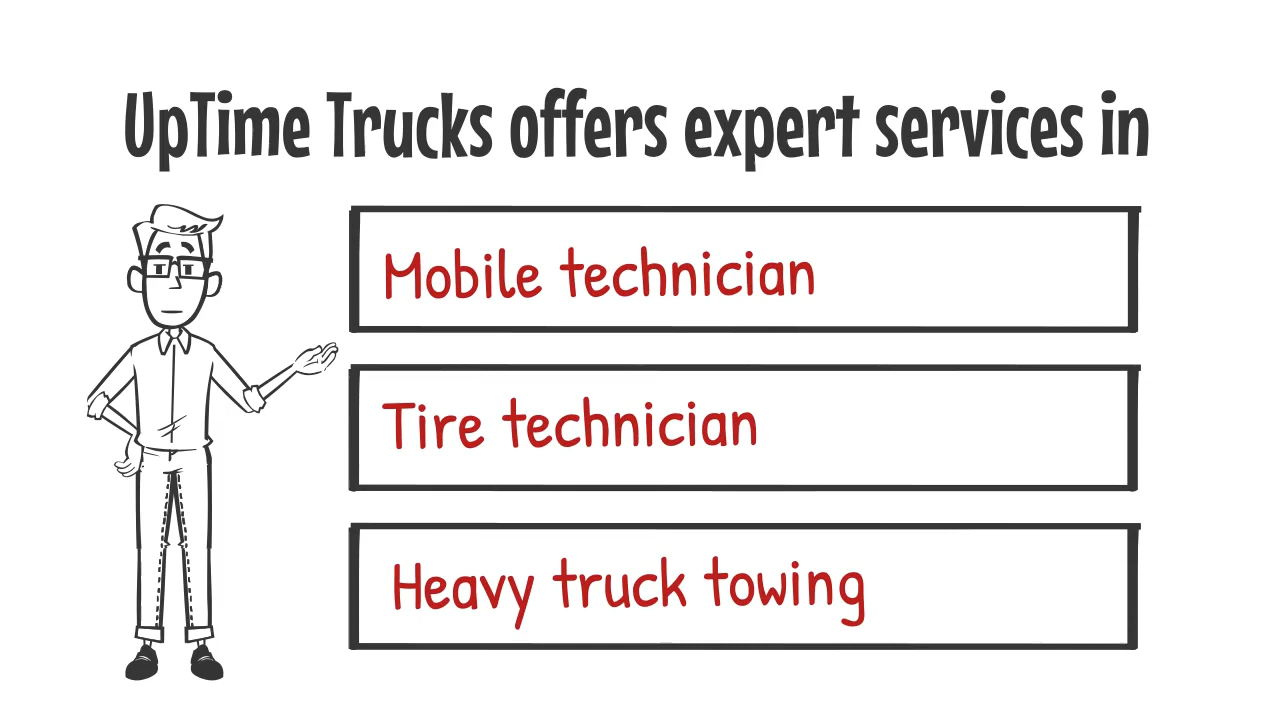 UpTime Trucks offers expert services in
Mobile technician
Tire technician
Heavy truck towing